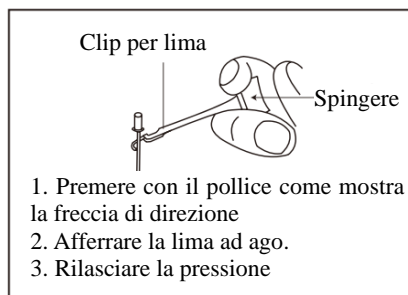 Clip per lima
Spingere
1. Premere con il pollice come mostra
la freccia di direzione
2. Afferrare la lima ad ago.
3. Rilasciare la pressione